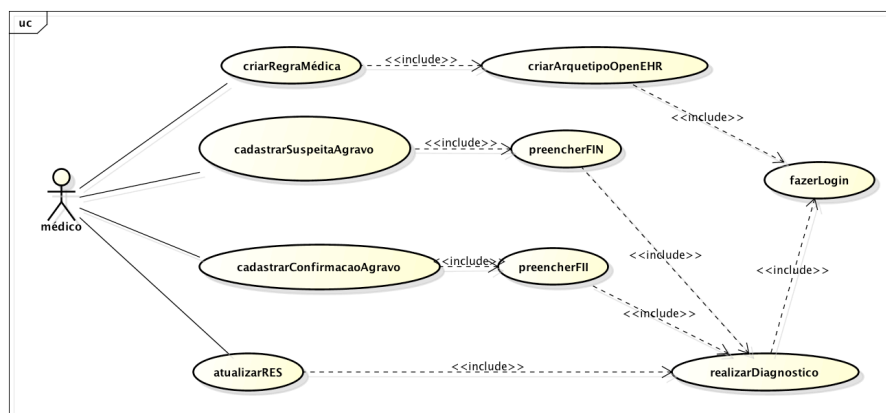 uc
criarRegraMédica
<<include>>
criarArquetipoOpenEHR
<<include>>
cadastrarSuspeitaAgravo
<<include>>
preencherFIN
fazerLogin
médico
cadastrarConfirmacaoAgravo
<<include>>
preencherFII
<<include>>
<<include>>
<<include>>
atualizarRES
<<include>>
realizarDiagnostico